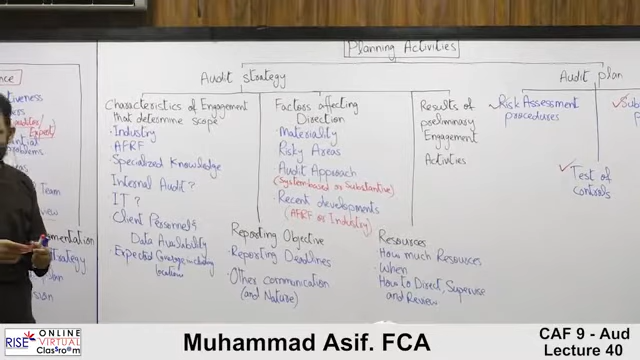 Planning Activities
Audit strategy
Audit plan
Characteristics of Engagement
that determine scope
· Industry
· AFRF
· Specialized Knowledge
Internal Audit?
IT?
· Client Personnel &
Data Availability
· Expected Coverage including
locations
Factors affecting
Direction
· Materiality
· Risky Areas
Audit Approach
(System based or Substantive)
· Recent developments
(AFRF or Industry)
Results of
preliminary
Engagement
Activities
Risk Assessment
procedures
Test of
Controls
Reporting Objective
· Reporting Deadlines
· Other communication
(and Nature)
Resources
· How much Resources
· When
· How to Direct, Supervise
and Review
Team
RISE ONLINE
VIRTUAL
Classroom
Muhammad Asif. FCA
CAF 9 - Aud
Lecture 40